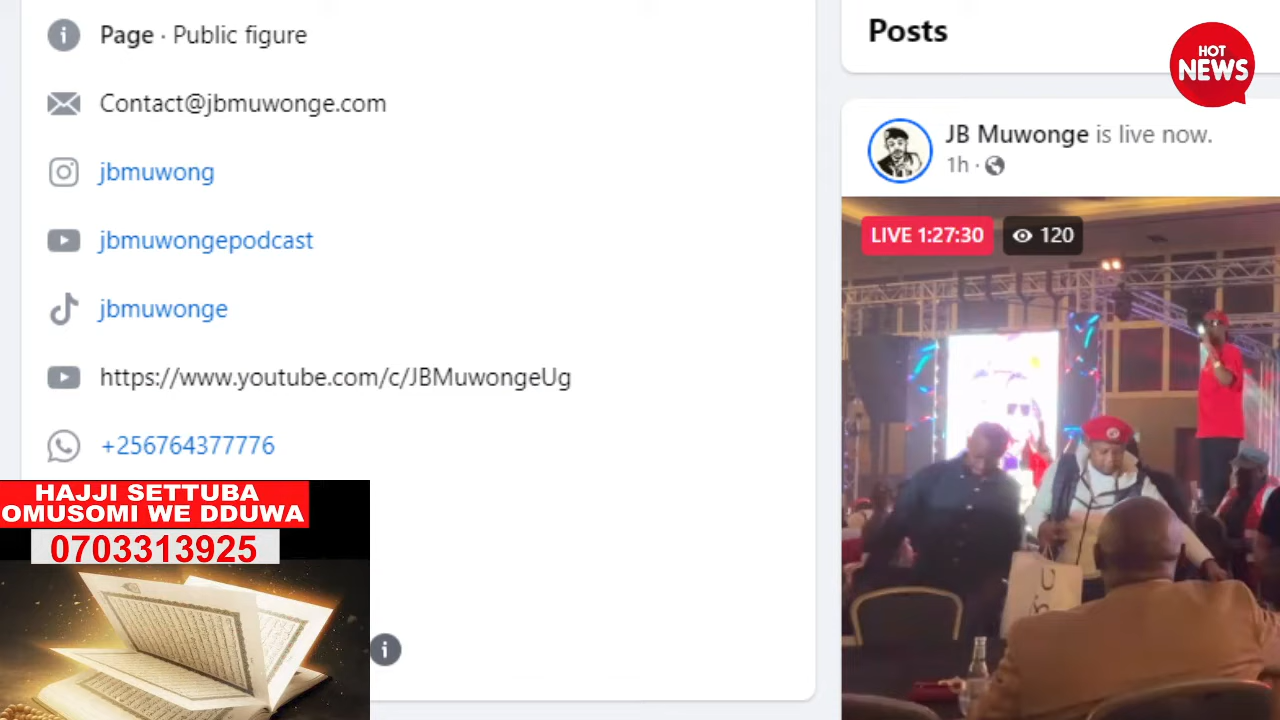 Page · Public figure
Contact@jbmuwonge.com
jbmuwong
jbmuwongepodcast
jbmuwonge
https://www.youtube.com/c/JBMuwongeUg
+256764377776
HAJJI SETTUBA
OMUSOMI WE DDUWA
0703313925
Posts
HOT
NEWS
JB Muwonge is live now.
1h ·
LIVE 1:27:30
120